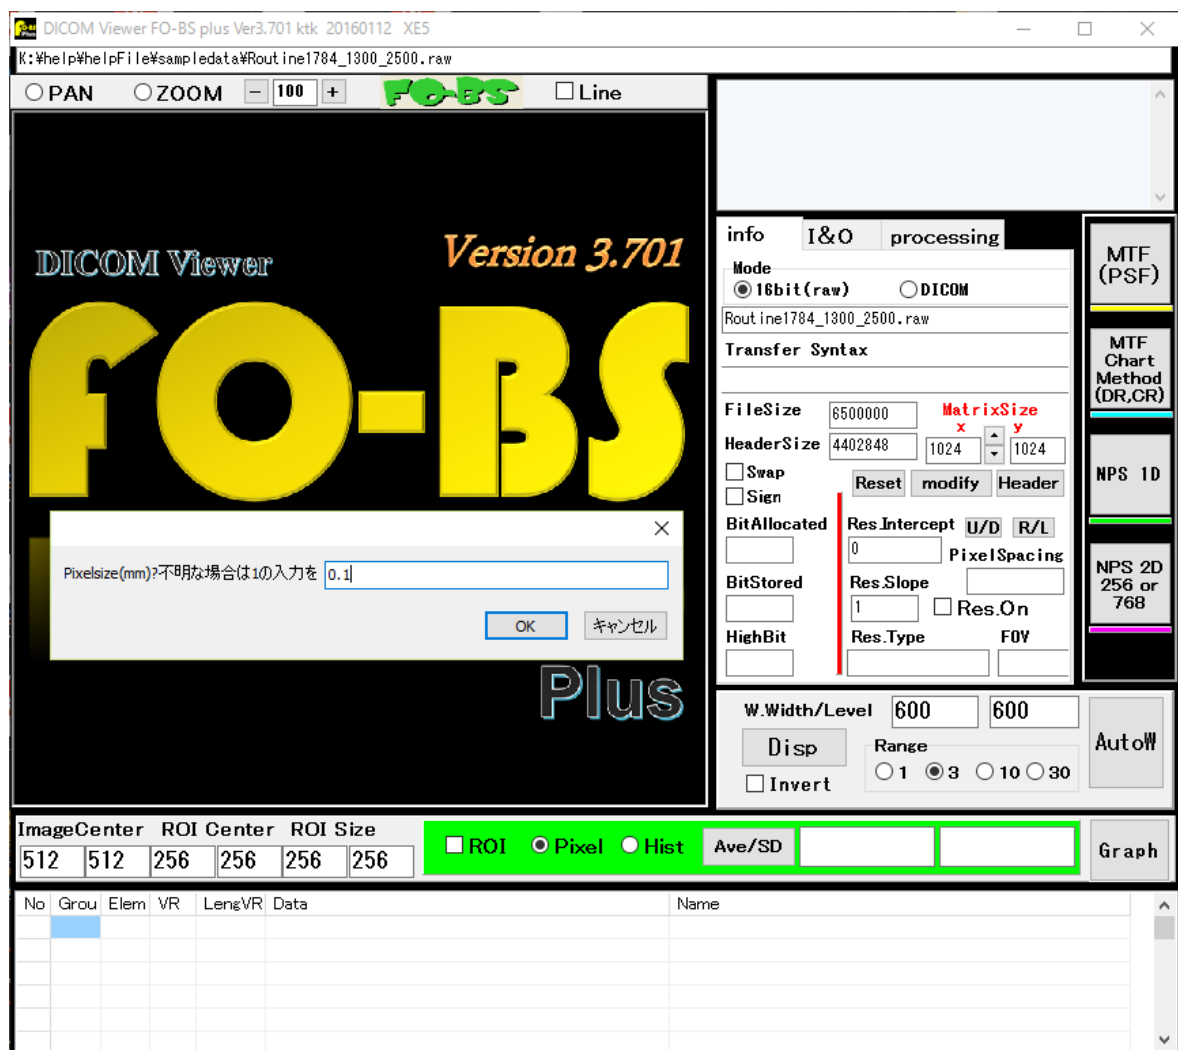 DICOM Viewer FO-BS plus Ver3.701 ktk 20160112 XE5
K:¥help¥helpFile¥sampledata¥Routine1784_1300_2500.raw
PAN ZOOM - 100 + FO-BS Line
DICOM Viewer Version 3.701
FO-BS
Plus
Pixelsize(mm)?不明な場合は1の入力を 0.1
OK キャンセル
info I&O processing
Mode
16bit(raw) DICOM
Routine1784_1300_2500.raw
Transfer Syntax
FileSize 6500000 MatrixSize
x y
HeaderSize 4402848 1024 1024
Swap
Sign
Reset modify Header
BitAllocated Res.Intercept U/D R/L
0 PixelSpacing
BitStored Res.Slope
1 Res.On
HighBit Res.Type FOV
MTF
(PSF)
MTF
Chart
Method
(DR,CR)
NPS 1D
NPS 2D
256 or
768
W.Width/Level 600 600
Disp Range
1 3 10 30
Invert
AutoW
ImageCenter ROI Center ROI Size
512 512 256 256 256 256
ROI Pixel Hist Ave/SD
Graph
No Grou Elem VR LengVR Data Name